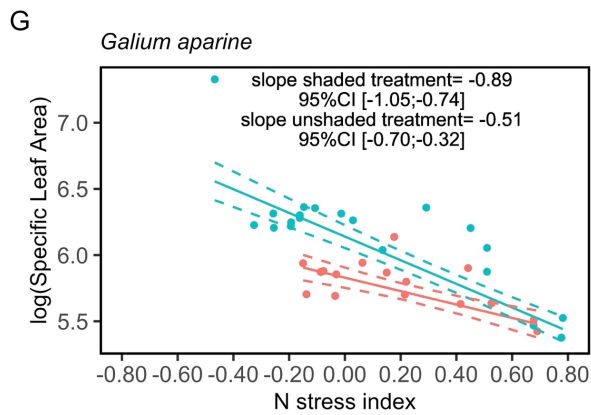 G
Galium aparine
slope shaded treatment= -0.89
95%CI [-1.05;-0.74]
slope unshaded treatment= -0.51
95%CI [-0.70;-0.32]
log(Specific Leaf Area)
7.0
6.5
6.0
5.5
-0.80 -0.60 -0.40 -0.20 0.00 0.20 0.40 0.60 0.80
N stress index